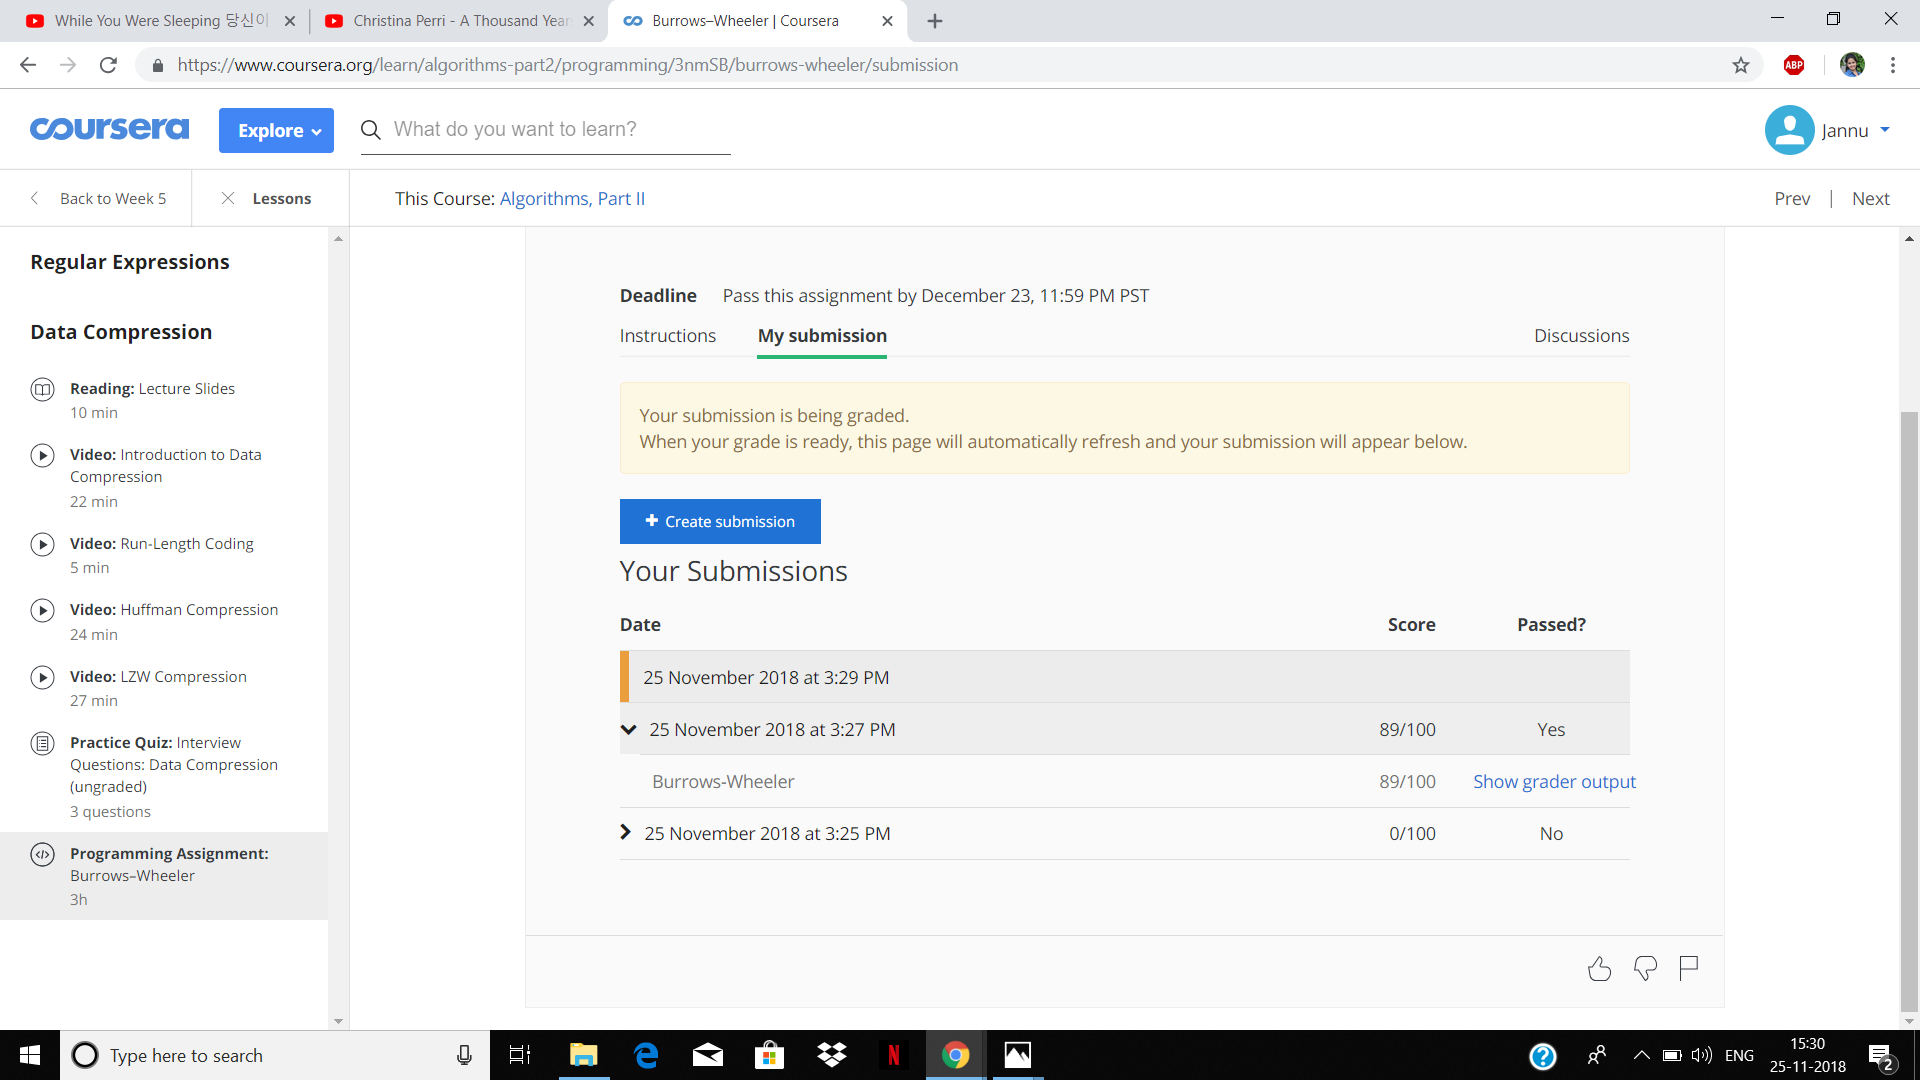 While You Were Sleeping 당신이
Christina Perri - A Thousand Year
Burrows–Wheeler | Coursera
https://www.coursera.org/learn/algorithms-part2/programming/3nmSB/burrows-wheeler/submission
ABP
coursera
Explore
What do you want to learn?
Jannu
Back to Week 5
Lessons
This Course: Algorithms, Part II
Prev | Next
Regular Expressions
Data Compression
Reading: Lecture Slides
10 min
Video: Introduction to Data
Compression
22 min
Video: Run-Length Coding
5 min
Video: Huffman Compression
24 min
Video: LZW Compression
27 min
Practice Quiz: Interview
Questions: Data Compression
(ungraded)
3 questions
Programming Assignment:
Burrows–Wheeler
3h
Deadline Pass this assignment by December 23, 11:59 PM PST
Instructions My submission Discussions
Your submission is being graded.
When your grade is ready, this page will automatically refresh and your submission will appear below.
+ Create submission
Your Submissions
Date Score Passed?
25 November 2018 at 3:29 PM
25 November 2018 at 3:27 PM 89/100 Yes
Burrows-Wheeler 89/100 Show grader output
25 November 2018 at 3:25 PM 0/100 No
Type here to search
N
?
ENG
15:30
25-11-2018
2